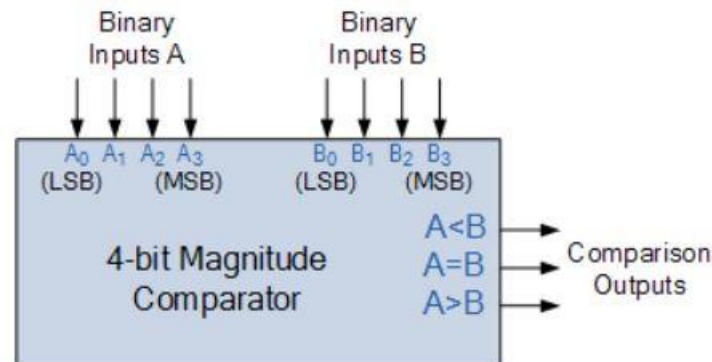 Binary
Inputs A
Binary
Inputs B
A₀ A₁ A₂ A₃
(LSB) (MSB)
B₀ B₁ B₂ B₃
(LSB) (MSB)
4-bit Magnitude
Comparator
A<B
A=B
A>B
Comparison
Outputs